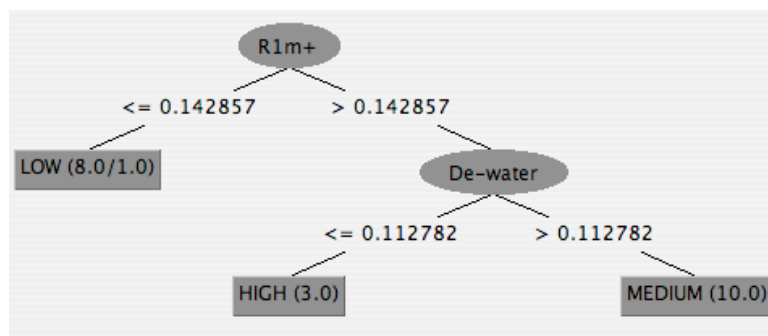 R1m+
<= 0.142857
> 0.142857
LOW (8.0/1.0)
De-water
<= 0.112782
> 0.112782
HIGH (3.0)
MEDIUM (10.0)